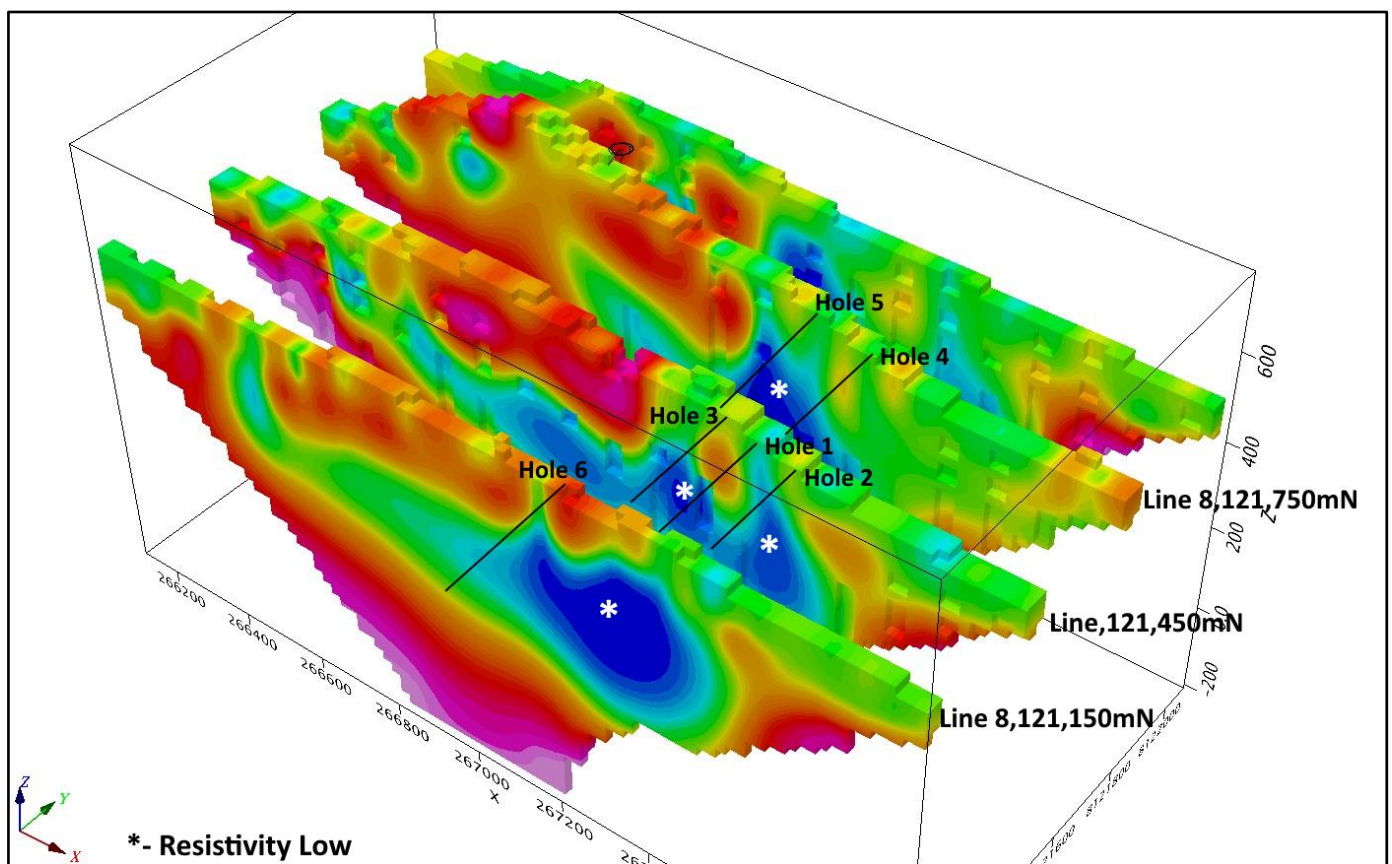 Hole 5
Hole 4
Hole 3
Hole 1
Hole 2
Hole 6
600
400
200
-200
Z
Line 8,121,750mN
Line,121,450mN
Line 8,121,150mN
266200
266400
266600
266800
267000
267200
X
8121800
Z
Y
X
*- Resistivity Low
*
*
*
*